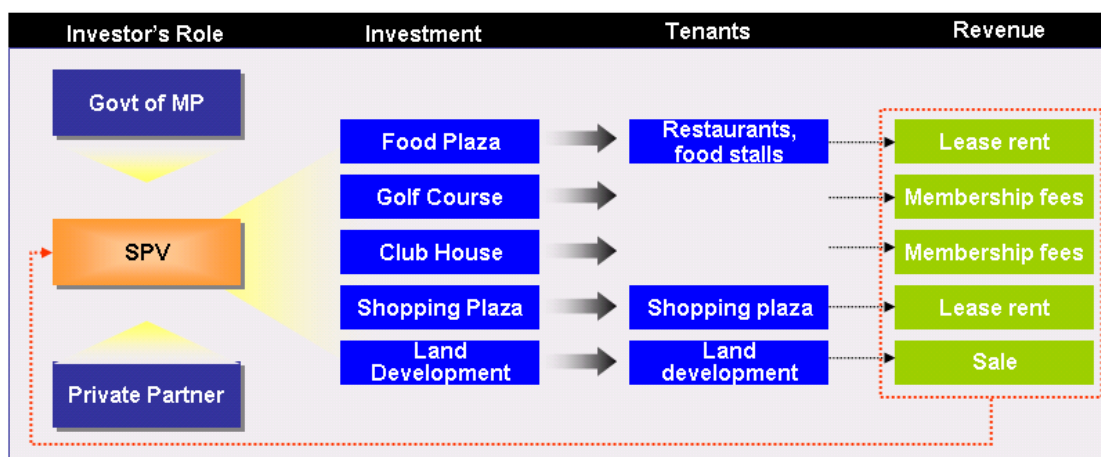 Investor's Role
Investment
Tenants
Revenue
Govt of MP
SPV
Private Partner
Food Plaza
Golf Course
Club House
Shopping Plaza
Land
Development
Restaurants,
food stalls
Shopping plaza
Land
development
Lease rent
Membership fees
Membership fees
Lease rent
Sale